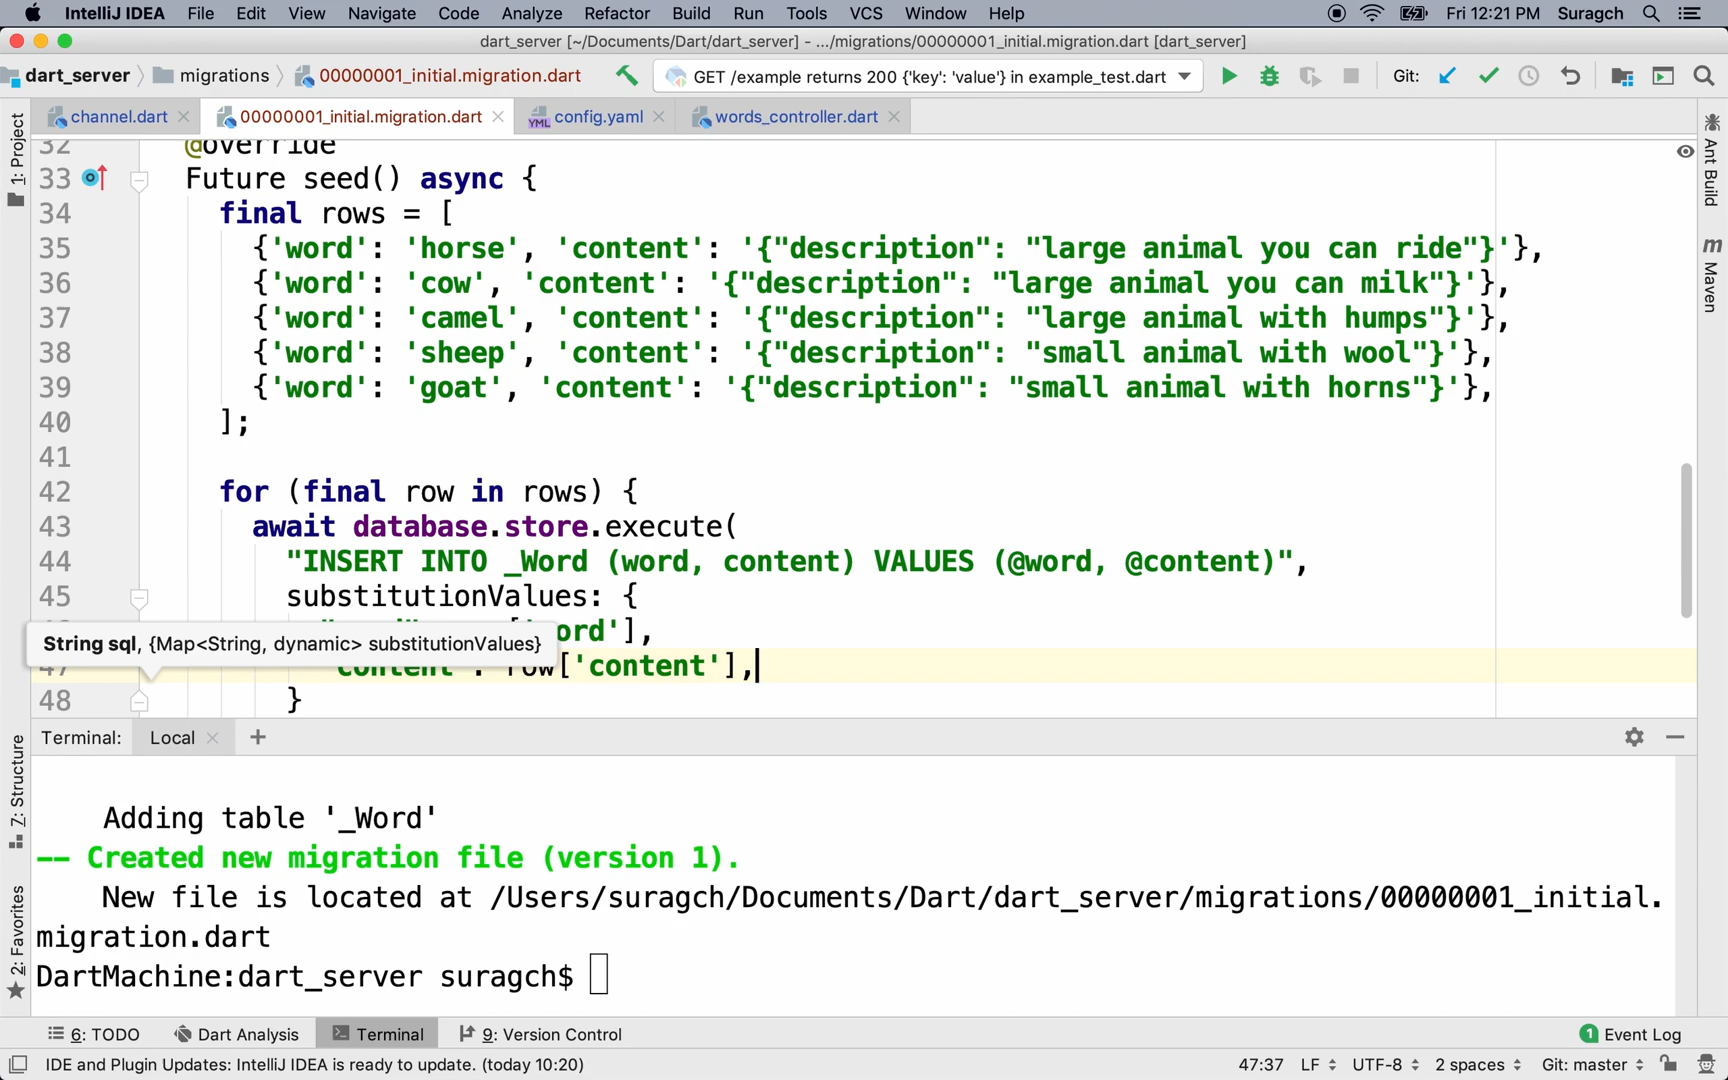 IntelliJ IDEA File Edit View Navigate Code Analyze Refactor Build Run Tools VCS Window Help Fri 12:21 PM Suragch
dart_server [~/Documents/Dart/dart_server] - .../migrations/00000001_initial.migration.dart [dart_server]
dart_server migrations 00000001_initial.migration.dart GET /example returns 200 {'key': 'value'} in example_test.dart Git:
channel.dart 00000001_initial.migration.dart YML config.yaml words_controller.dart
1: Project
Z: Structure
2: Favorites
Ant Build
m Maven
32 @override
33 Future seed() async {
34 final rows = [
35 {'word': 'horse', 'content': '{"description": "large animal you can ride"}'},
36 {'word': 'cow', 'content': '{"description": "large animal you can milk"}'},
37 {'word': 'camel', 'content': '{"description": "large animal with humps"}'},
38 {'word': 'sheep', 'content': '{"description": "small animal with wool"}'},
39 {'word': 'goat', 'content': '{"description": "small animal with horns"}'},
40 ];
41
42 for (final row in rows) {
43 await database.store.execute(
44 "INSERT INTO _Word (word, content) VALUES (@word, @content)",
45 substitutionValues: {
word'],
String sql, {Map<String, dynamic> substitutionValues}
47 content : row['content'],
48 }
Terminal: Local +
Adding table '_Word'
-- Created new migration file (version 1).
New file is located at /Users/suragch/Documents/Dart/dart_server/migrations/00000001_initial.
migration.dart
DartMachine:dart_server suragch$
6: TODO Dart Analysis Terminal 9: Version Control 1 Event Log
IDE and Plugin Updates: IntelliJ IDEA is ready to update. (today 10:20) 47:37 LF UTF-8 2 spaces Git: master